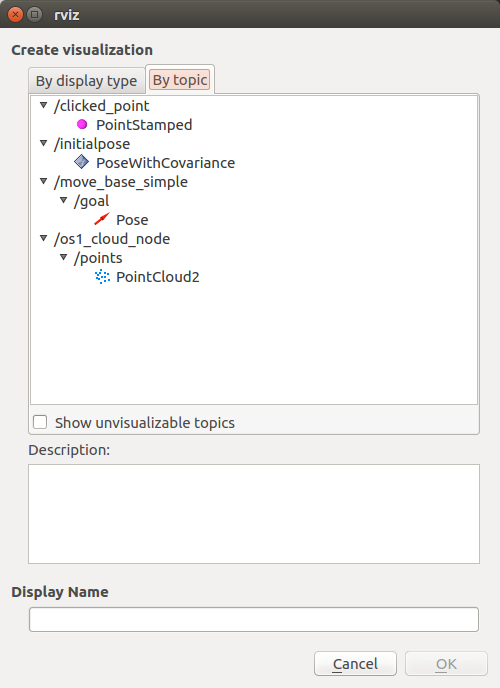 rviz
Create visualization
By display type
By topic
/clicked_point
PointStamped
/initialpose
PoseWithCovariance
/move_base_simple
/goal
Pose
/os1_cloud_node
/points
PointCloud2
Show unvisualizable topics
Description:
Display Name
Cancel
OK